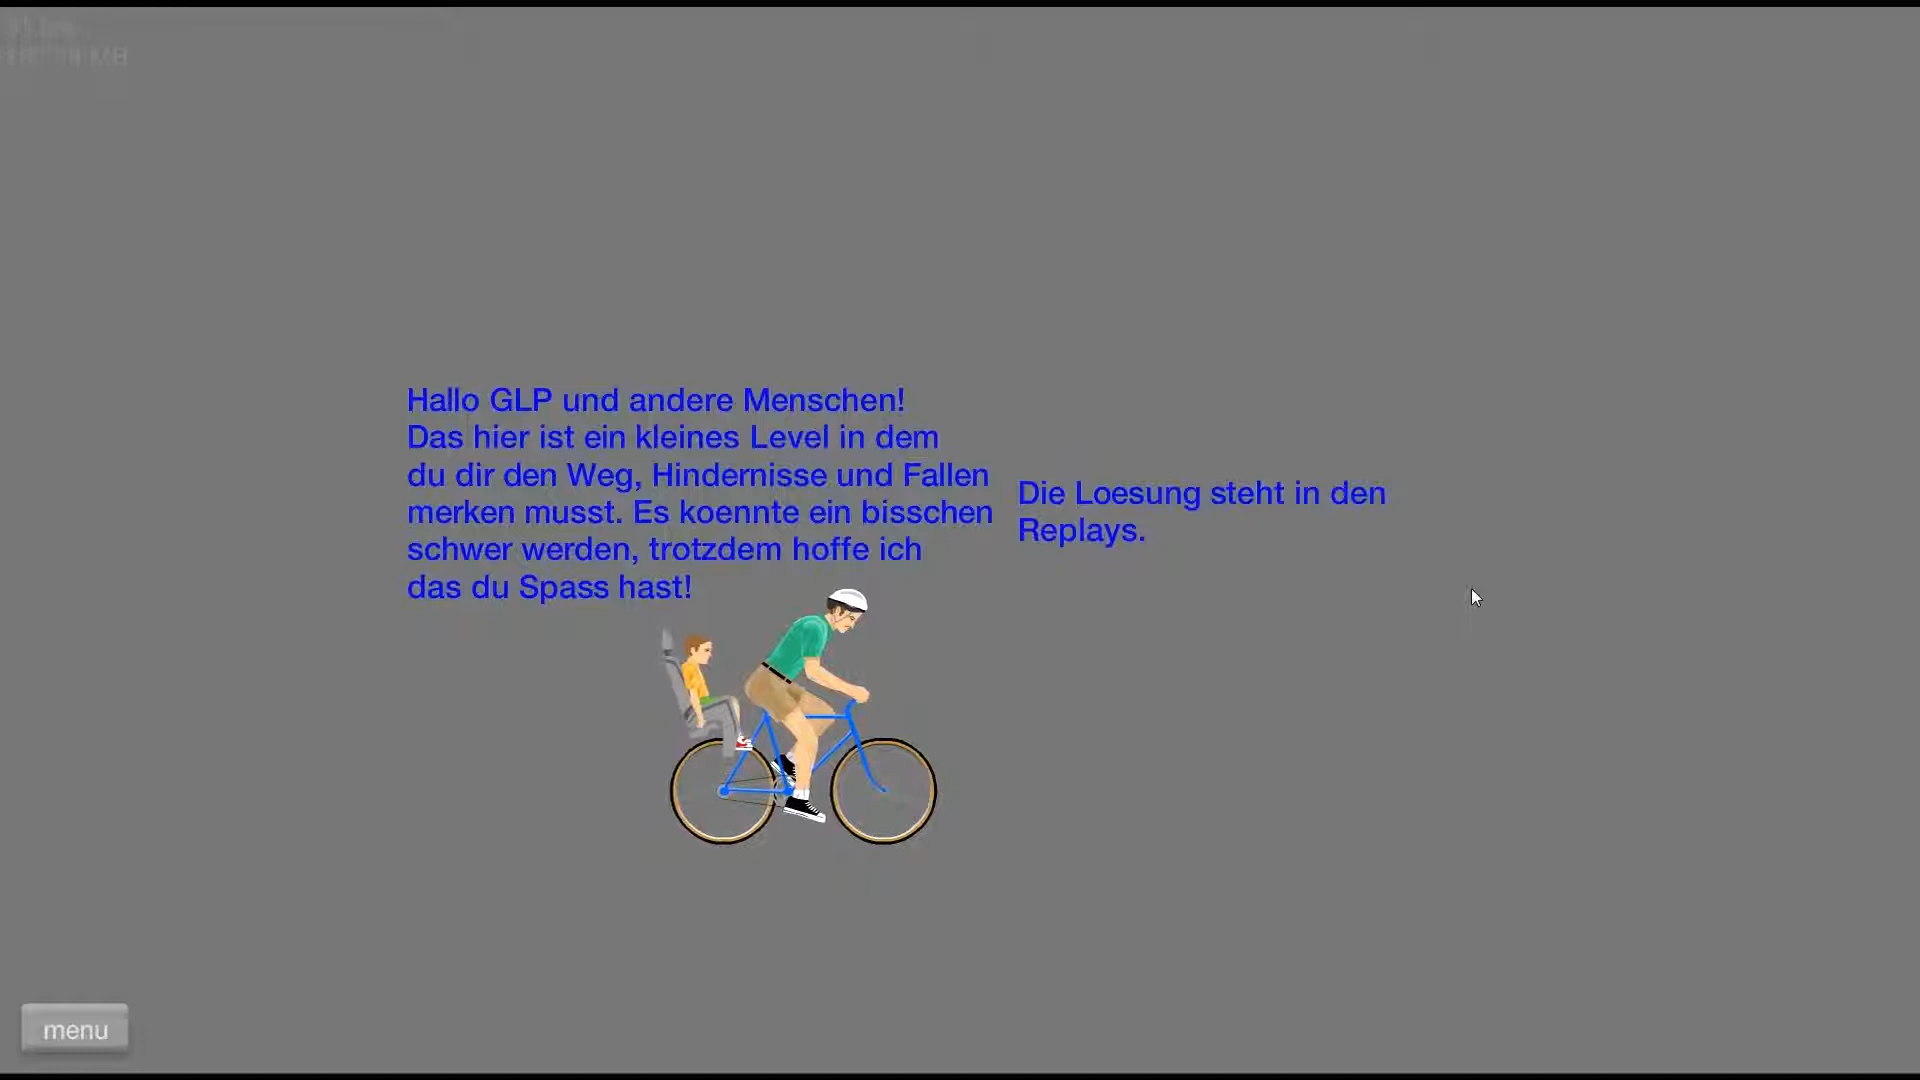 Hallo GLP und andere Menschen!
Das hier ist ein kleines Level in dem
du dir den Weg, Hindernisse und Fallen
merken musst. Es koennte ein bisschen
schwer werden, trotzdem hoffe ich
das du Spass hast!
Die Loesung steht in den
Replays.
menu